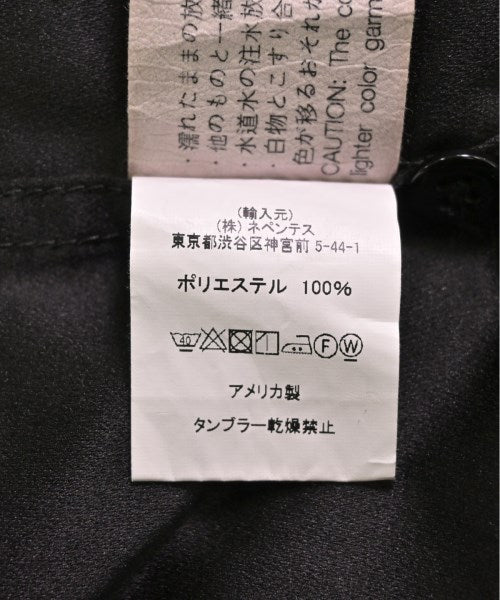 ・濡れたままの放
・他のものと一緒
・水道水の注水放
・白物とこすり合
色が移るおそれが
CAUTION: The co
lighter color garm
(輸入元)
(株) ネペンテス
東京都渋谷区神宮前 5-44-1
ポリエステル 100%
40 F W
アメリカ製
タンブラー乾燥禁止